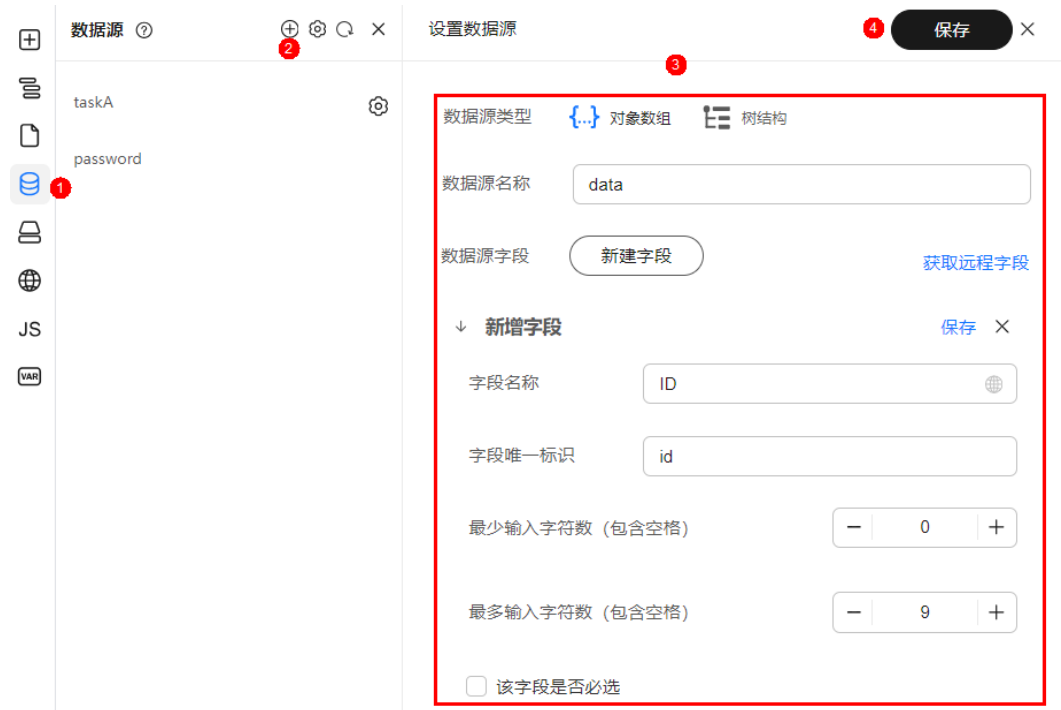 数据源
2
设置数据源
4
保存
3
taskA
password
1
JS
VAR
数据源类型
{...}
对象数组
树结构
数据源名称
data
数据源字段
新建字段
获取远程字段
新增字段
保存
字段名称
ID
字段唯一标识
id
最少输入字符数（包含空格）
0
最多输入字符数（包含空格）
9
该字段是否必选